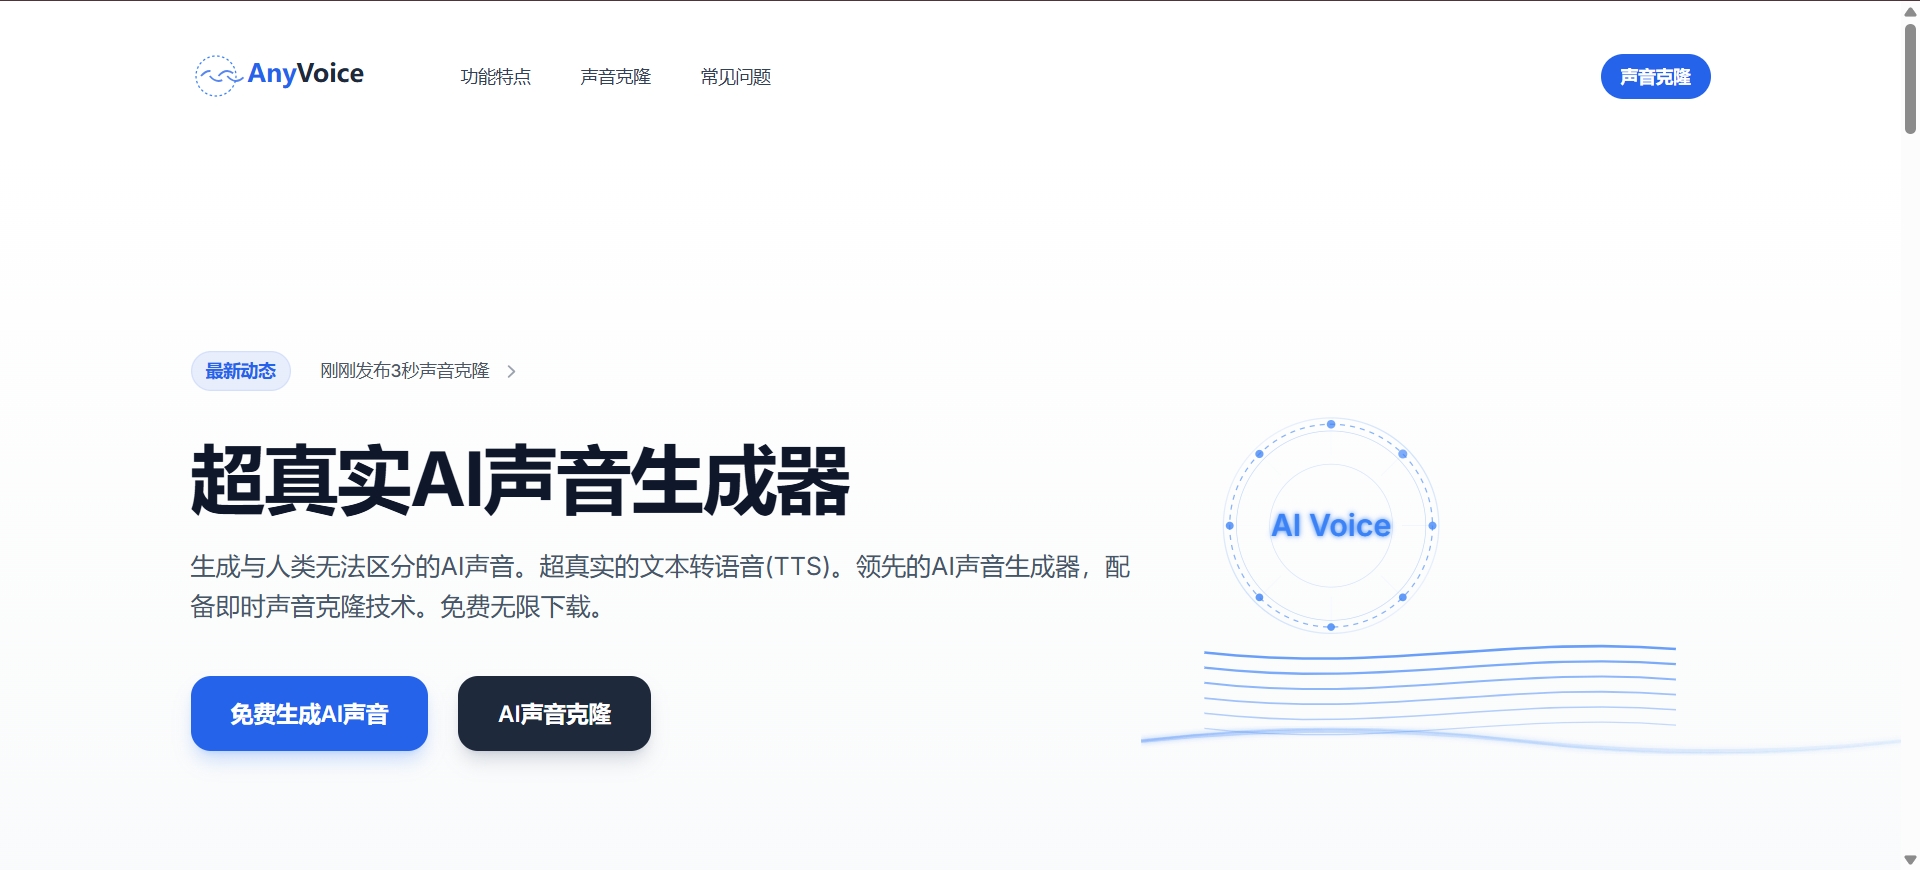 AnyVoice
功能特点
声音克隆
常见问题
声音克隆
最新动态
刚刚发布3秒声音克隆
超真实AI声音生成器
生成与人类无法区分的AI声音。超真实的文本转语音(TTS)。领先的AI声音生成器，配
备即时声音克隆技术。免费无限下载。
免费生成AI声音
AI声音克隆
AI Voice